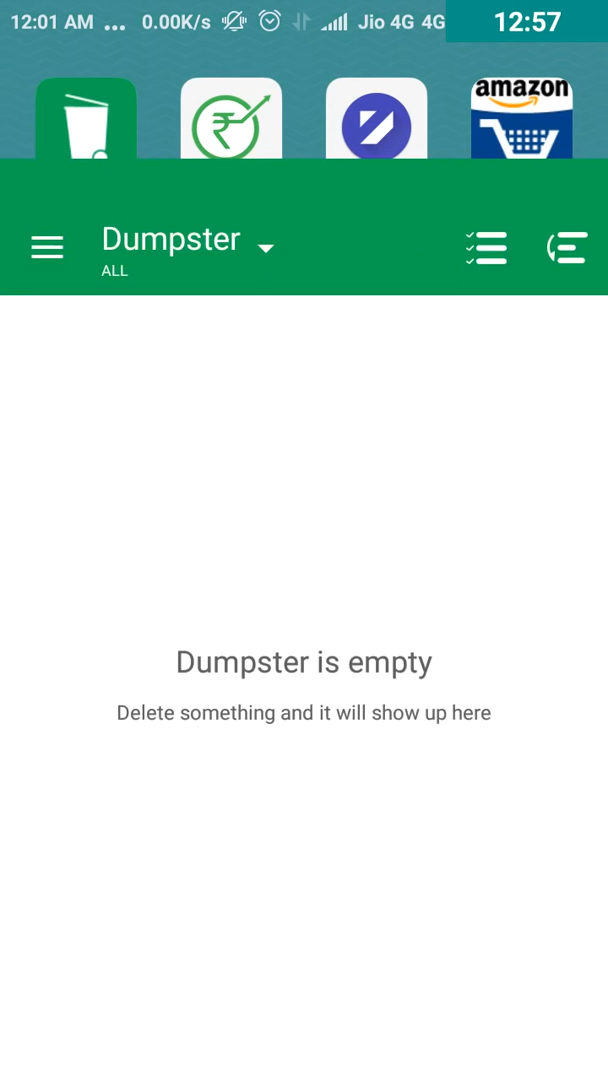 12:01 AM ... 0.00K/s Jio 4G 4G 12:57
amazon
Dumpster
ALL
Dumpster is empty
Delete something and it will show up here